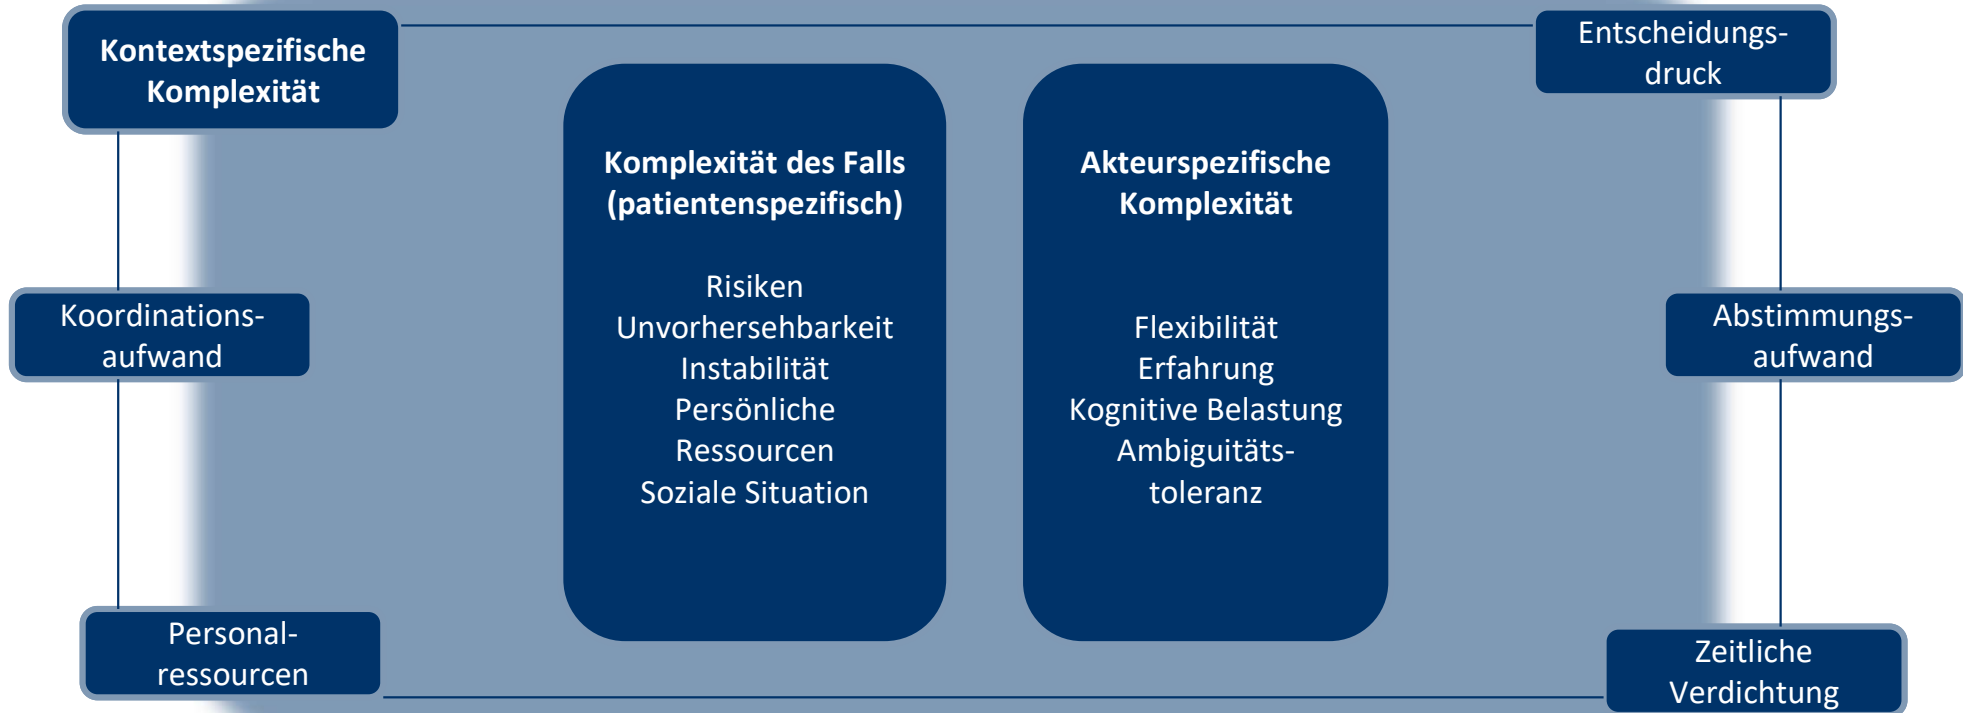 Kontextspezifische
Komplexität
Entscheidungs-
druck
Komplexität des Falls
(patientenspezifisch)
Risiken
Unvorhersehbarkeit
Instabilität
Persönliche
Ressourcen
Soziale Situation
Akteurspezifische
Komplexität
Flexibilität
Erfahrung
Kognitive Belastung
Ambiguitäts-
toleranz
Koordinations-
aufwand
Abstimmungs-
aufwand
Personal-
ressourcen
Zeitliche
Verdichtung